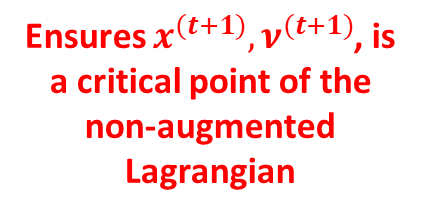 Ensures 𝒙⁽ᵗ⁺¹⁾, 𝝂⁽ᵗ⁺¹⁾, is
a critical point of the
non-augmented
Lagrangian